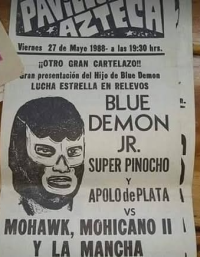 PAVILLON
AZTECA
Viernes 27 de Mayo 1988- a las 19:30 hrs.
¡¡OTRO GRAN CARTELAZO!!
Gran presentación del Hijo de Blue Demon
LUCHA ESTRELLA EN RELEVOS
BLUE
DEMON
JR.
SUPER PINOCHO
Y
APOLO de PLATA
VS
MOHAWK, MOHICANO II
Y LA MANCHA